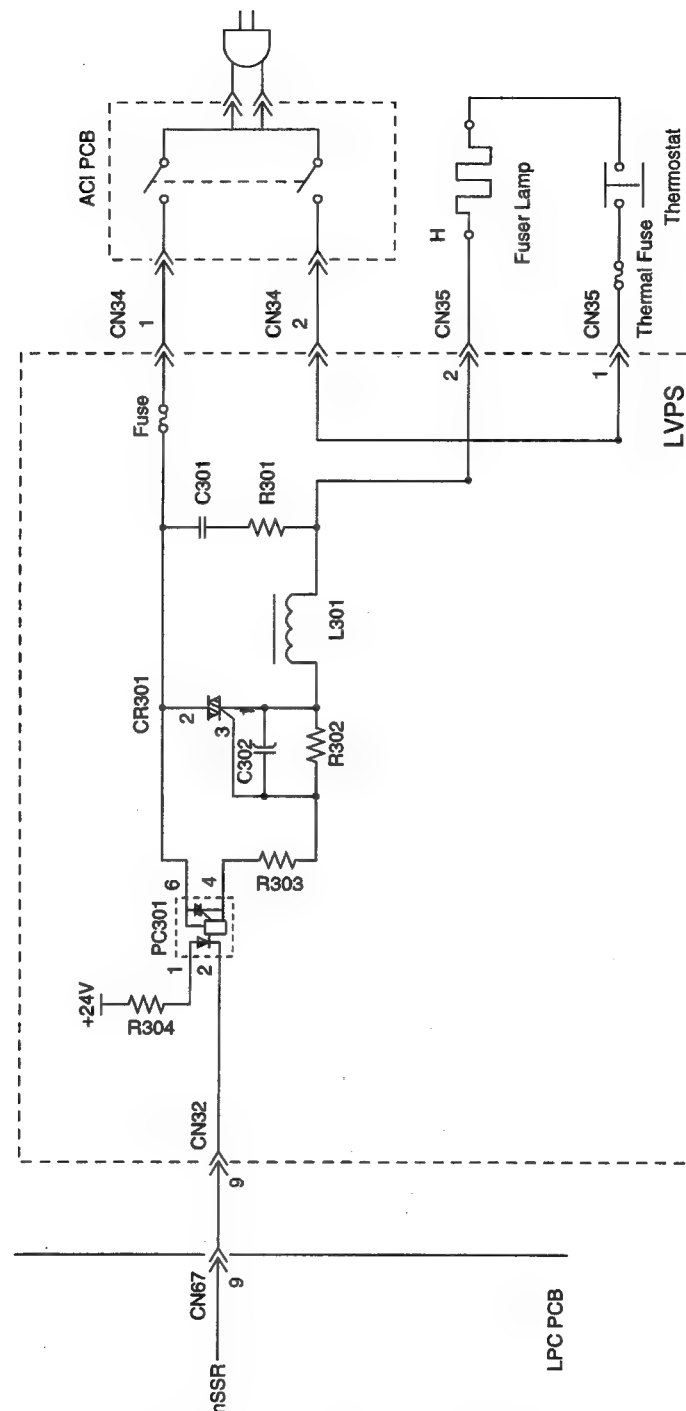 ACI PCB
CN34
1
CN34
2
H
Fuser Lamp
CN35
2
CN35
1
Thermal Fuse
Thermostat
LVPS
Fuse
C301
R301
L301
CR301
2
3
C302
R302
R303
PC301
6
4
1
2
+24V
R304
CN32
9
CN67
9
nSSR
LPC PCB